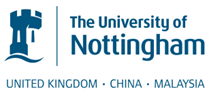 The University of
Nottingham
UNITED KINGDOM · CHINA · MALAYSIA